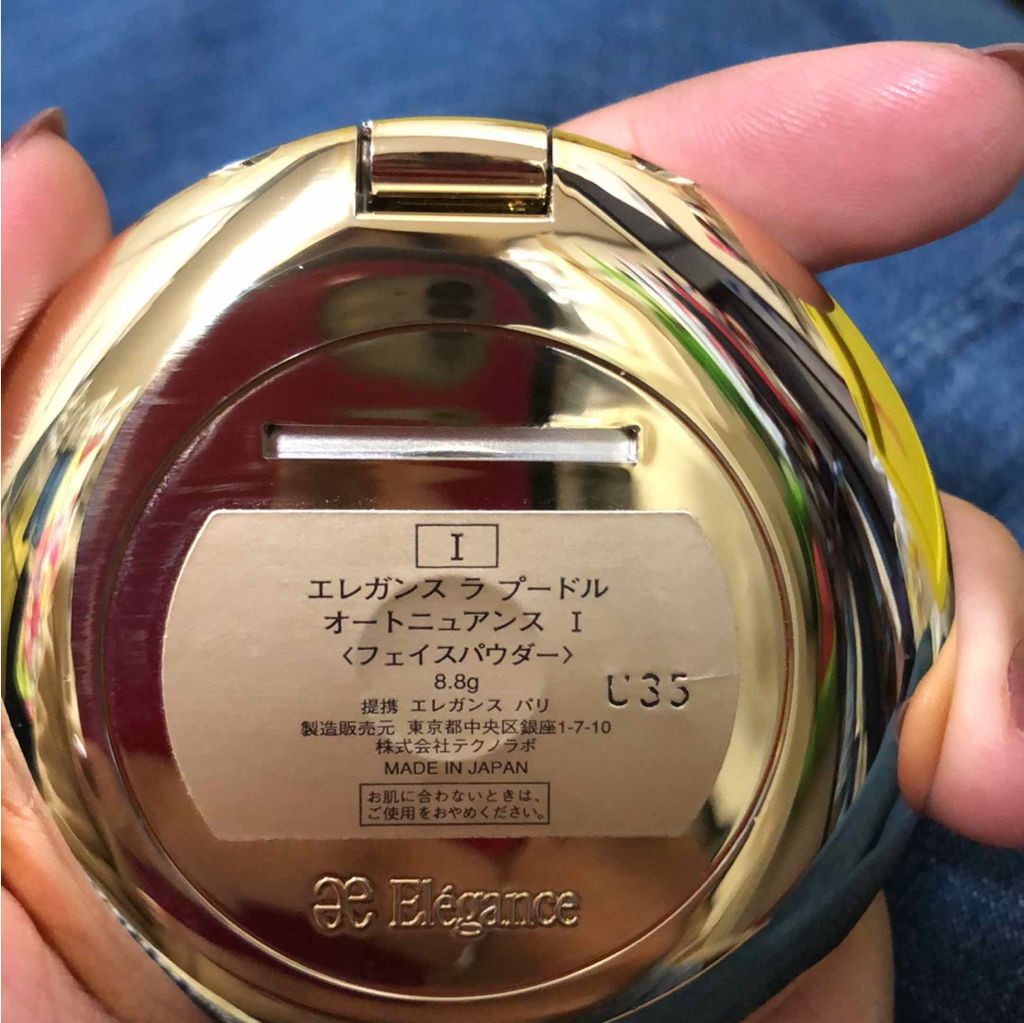 I
エレガンス ラ プードル
オートニュアンス I
〈フェイスパウダー〉
8.8g
U35
提携 エレガンス パリ
製造販売元 東京都中央区銀座1-7-10
株式会社テクノラボ
MADE IN JAPAN
お肌に合わないときは、
ご使用をおやめください。
Elégance